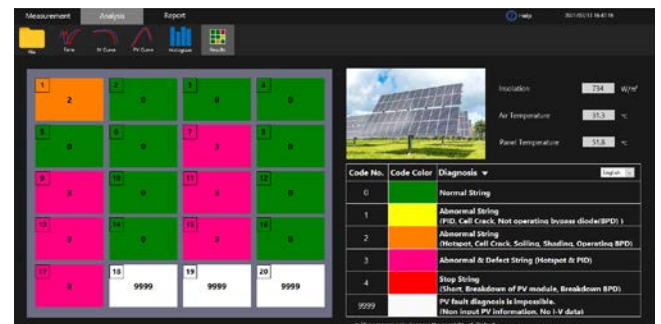 Measurement Analysis Report Help 2021/07/13 16:47:16
File Time IV Curve PV Curve Histogram Results
1 2 3 4
2 0 0 0
5 6 7 8
0 0 3 0
9 10 11 12
3 0 3 0
13 14 15 16
3 0 3 0
17 18 19 20
3 9999 9999 9999
Insolation 734 W/m²
Air Temperature 31.3 ℃
Panel Temperature 51.8 ℃
Code No. Code Color Diagnosis ▼ English
0 Normal String
1 Abnormal String
(PID, Cell Crack, Not operating bypass diode(BPD) )
2 Abnormal String
(Hotspot, Cell Crack, Soiling, Shading, Operating BPD)
3 Abnormal & Defect String (Hotspot & PID)
4 Stop String
(Short, Breakdown of PV module, Breakdown BPD)
9999 PV fault diagnosis is impossible.
(Non input PV information, No I-V data)